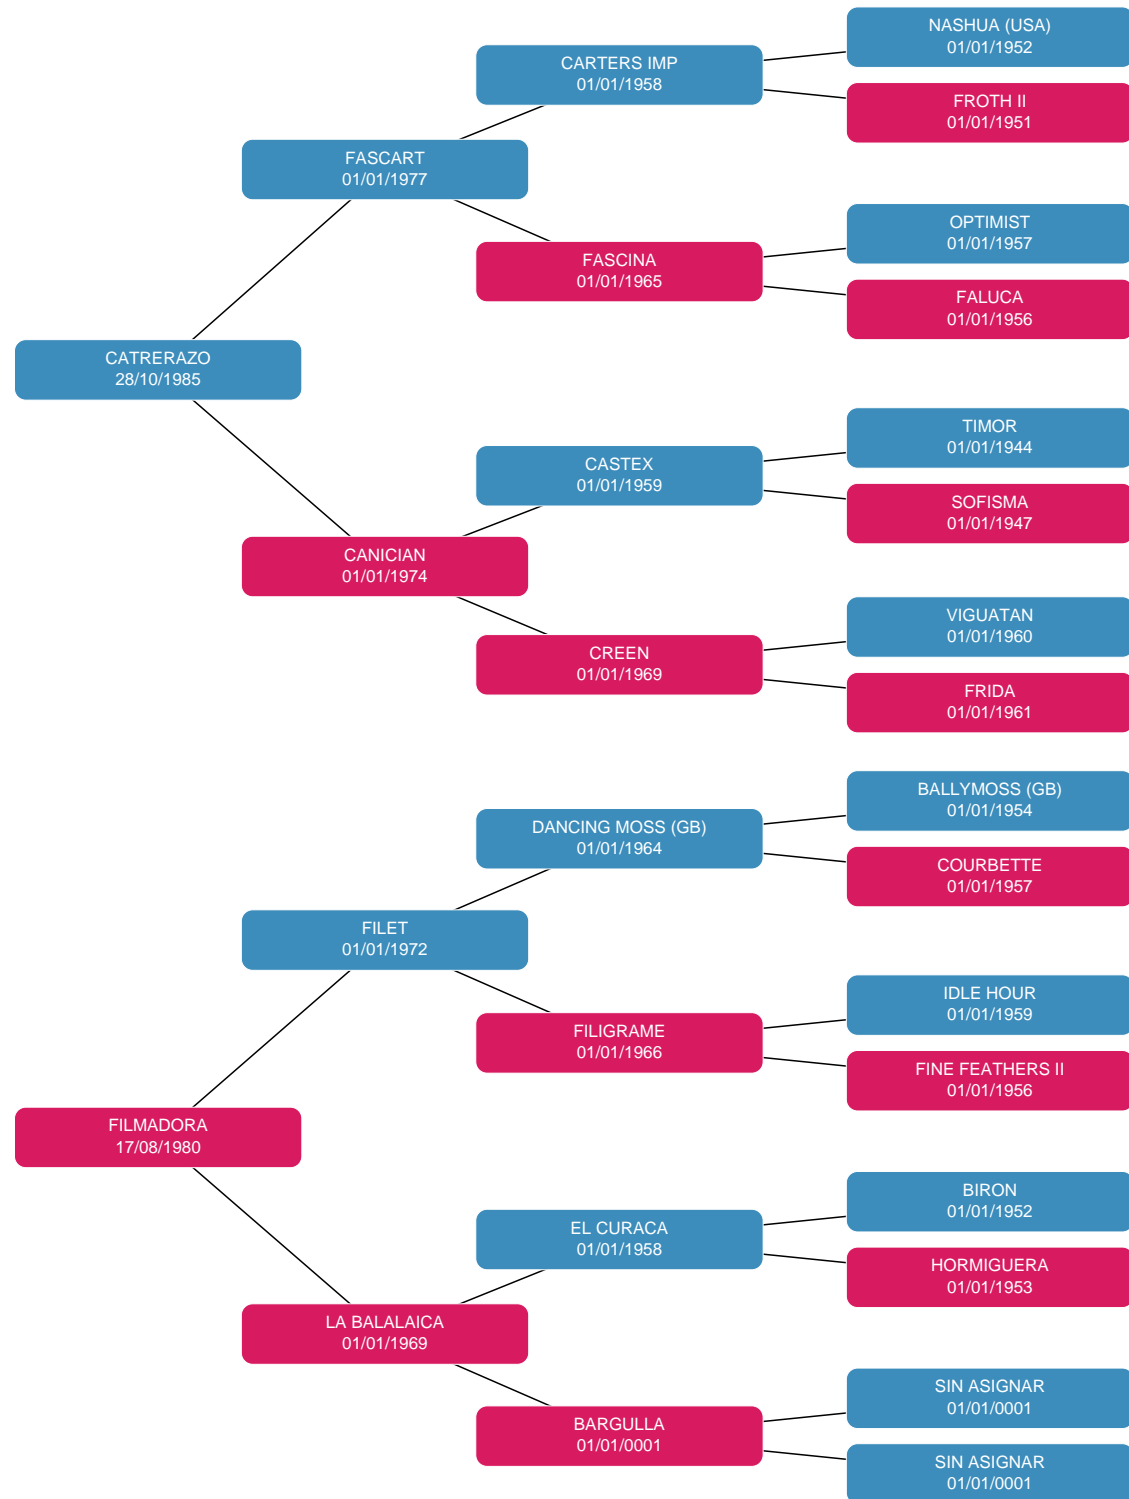 NASHUA (USA)
01/01/1952
CARTERS IMP
01/01/1958
FROTH II
01/01/1951
FASCART
01/01/1977
OPTIMIST
01/01/1957
FASCINA
01/01/1965
FALUCA
01/01/1956
CATRERAZO
28/10/1985
TIMOR
01/01/1944
CASTEX
01/01/1959
SOFISMA
01/01/1947
CANICIAN
01/01/1974
VIGUATAN
01/01/1960
CREEN
01/01/1969
FRIDA
01/01/1961
BALLYMOSS (GB)
01/01/1954
DANCING MOSS (GB)
01/01/1964
COURBETTE
01/01/1957
FILET
01/01/1972
IDLE HOUR
01/01/1959
FILIGRAME
01/01/1966
FINE FEATHERS II
01/01/1956
FILMADORA
17/08/1980
BIRON
01/01/1952
EL CURACA
01/01/1958
HORMIGUERA
01/01/1953
LA BALALAICA
01/01/1969
SIN ASIGNAR
01/01/0001
BARGULLA
01/01/0001
SIN ASIGNAR
01/01/0001